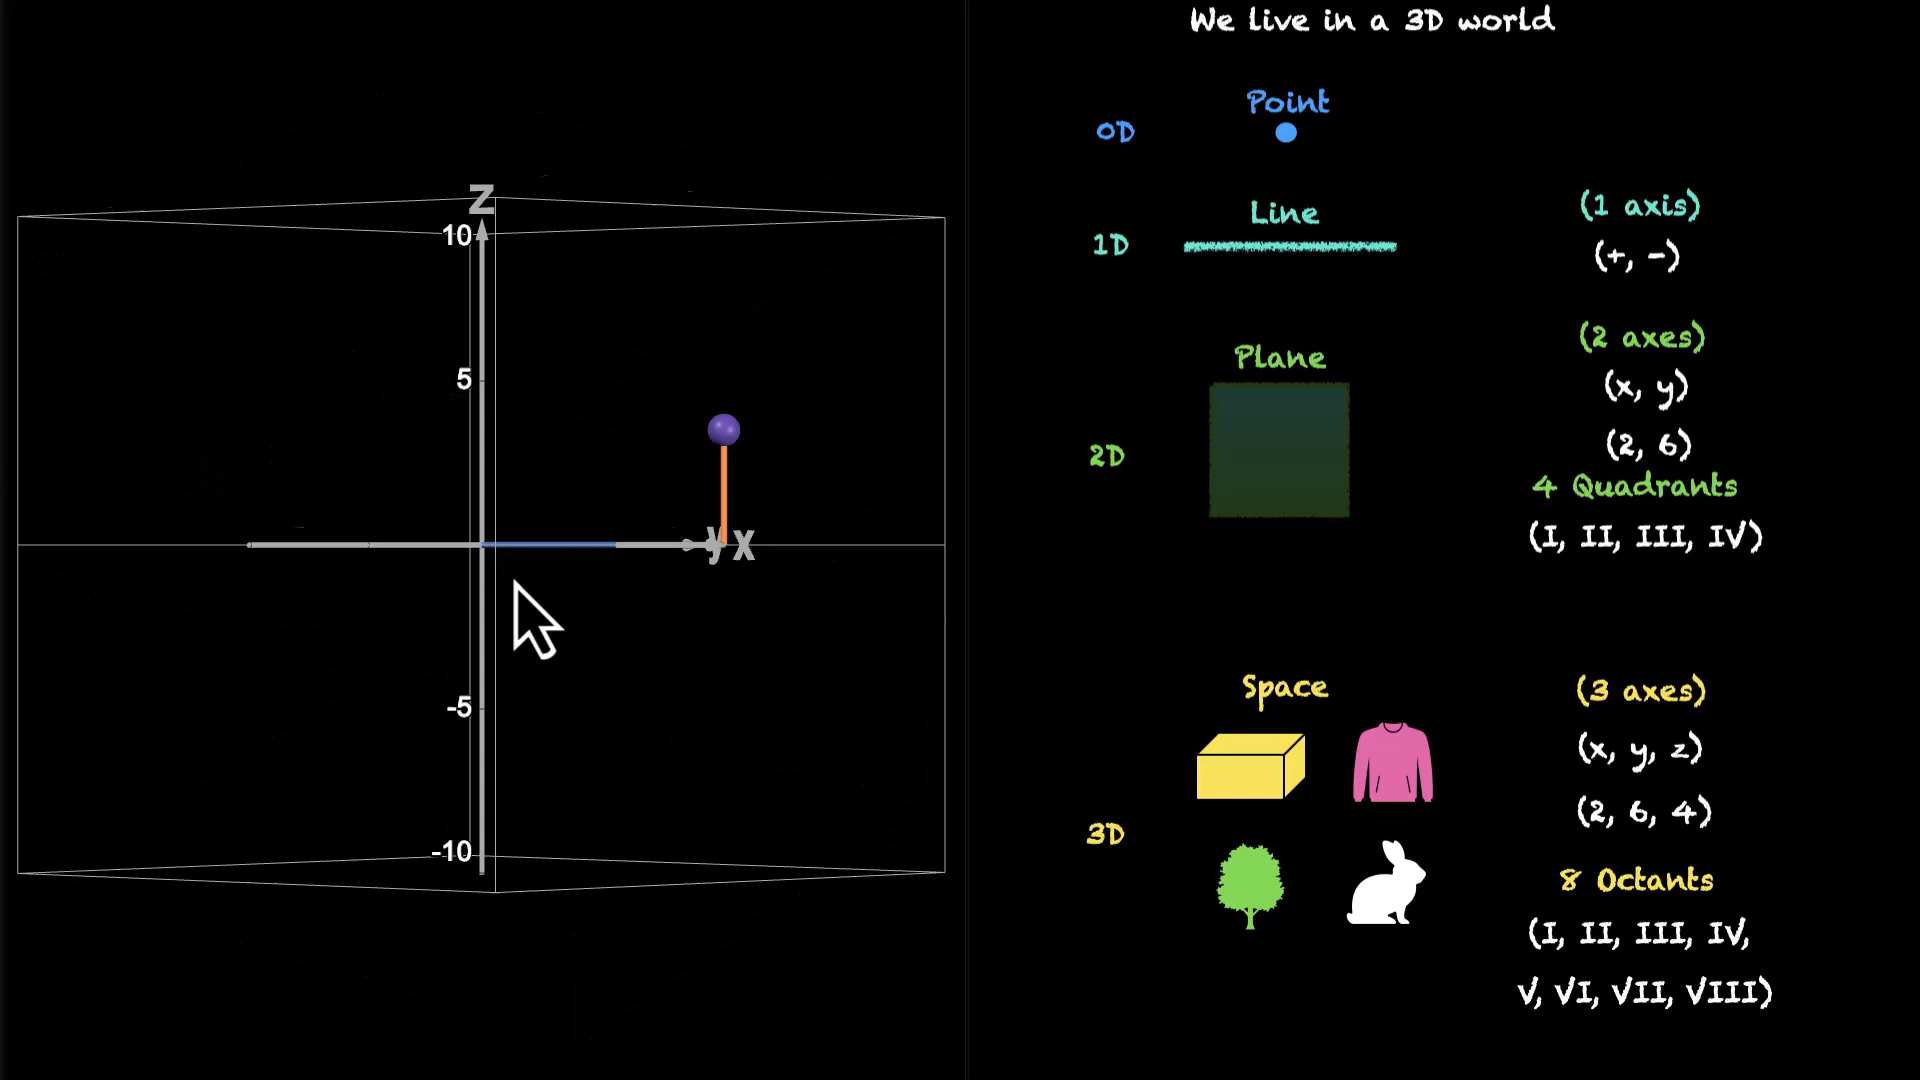 z
10
5
y x
-5
-10
We live in a 3D world
Point
0D
Line
1D
(1 axis)
(+, -)
Plane
2D
(2 axes)
(x, y)
(2, 6)
4 Quadrants
(I, II, III, IV)
Space
3D
(3 axes)
(x, y, z)
(2, 6, 4)
8 Octants
(I, II, III, IV,
V, VI, VII, VIII)